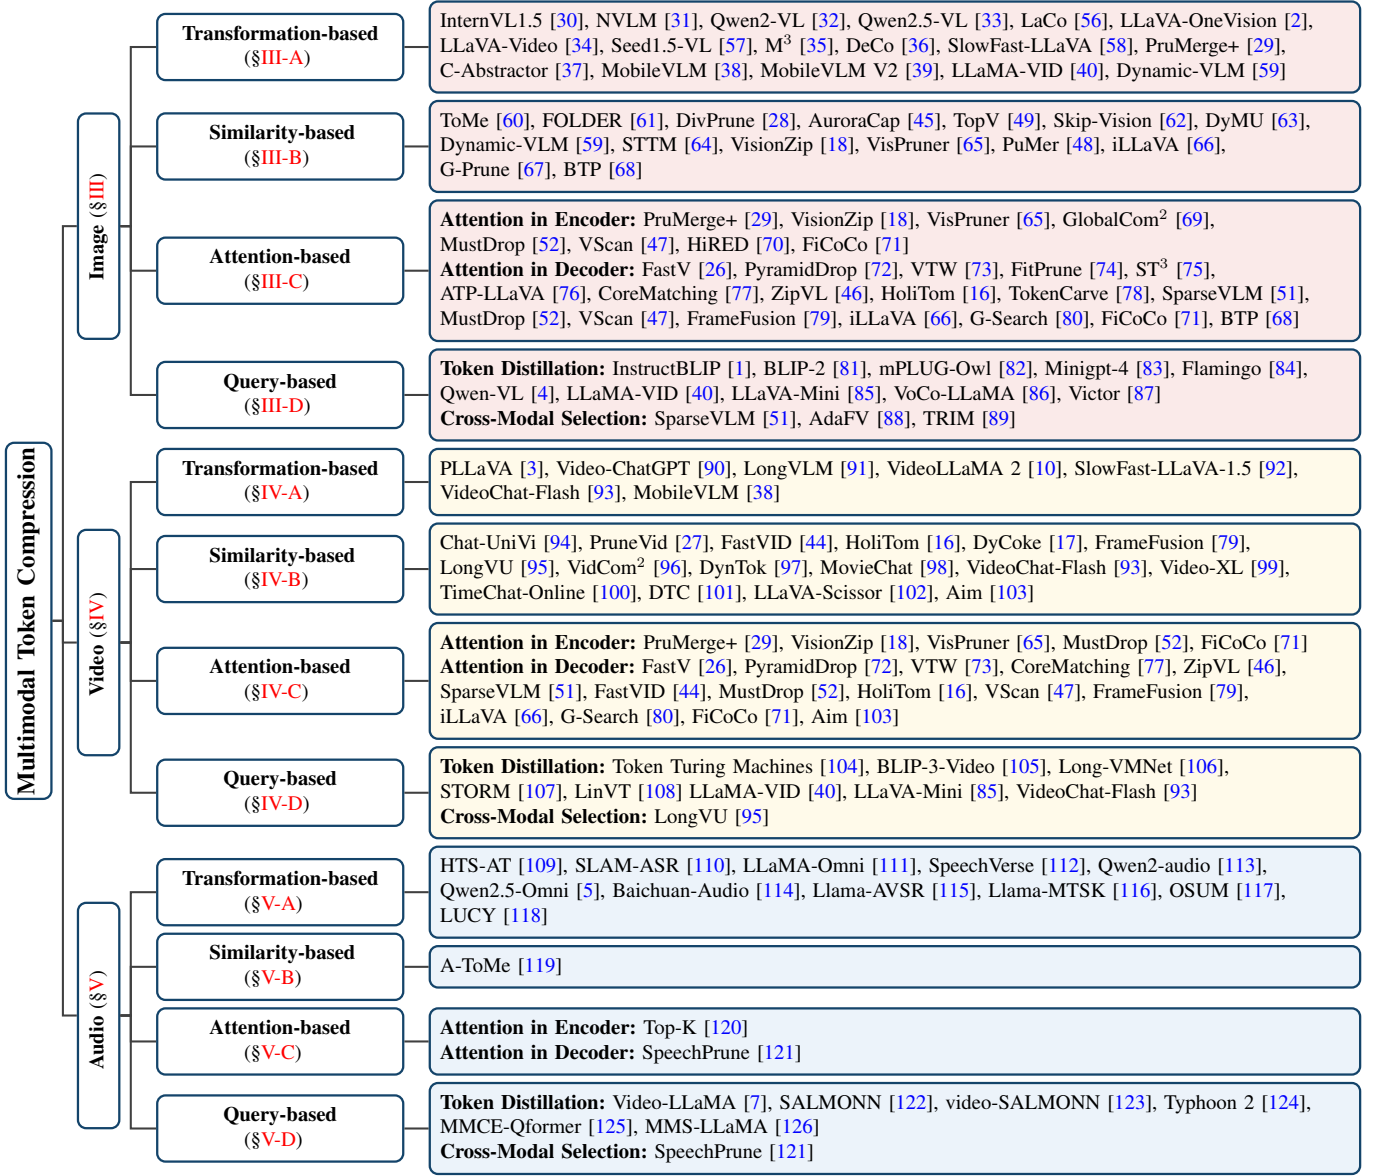 Multimodal Token Compression
Image (§III)
Transformation-based
(§III-A)
InternVL1.5 [30], NVLM [31], Qwen2-VL [32], Qwen2.5-VL [33], LaCo [56], LLaVA-OneVision [2],
LLaVA-Video [34], Seed1.5-VL [57], M³ [35], DeCo [36], SlowFast-LLaVA [58], PruMerge+ [29],
C-Abstractor [37], MobileVLM [38], MobileVLM V2 [39], LLaMA-VID [40], Dynamic-VLM [59]
Similarity-based
(§III-B)
ToMe [60], FOLDER [61], DivPrune [28], AuroraCap [45], TopV [49], Skip-Vision [62], DyMU [63],
Dynamic-VLM [59], STTM [64], VisionZip [18], VisPruner [65], PuMer [48], iLLaVA [66],
G-Prune [67], BTP [68]
Attention-based
(§III-C)
Attention in Encoder: PruMerge+ [29], VisionZip [18], VisPruner [65], GlobalCom² [69],
MustDrop [52], VScan [47], HiRED [70], FiCoCo [71]
Attention in Decoder: FastV [26], PyramidDrop [72], VTW [73], FitPrune [74], ST³ [75],
ATP-LLaVA [76], CoreMatching [77], ZipVL [46], HoliTom [16], TokenCarve [78], SparseVLM [51],
MustDrop [52], VScan [47], FrameFusion [79], iLLaVA [66], G-Search [80], FiCoCo [71], BTP [68]
Query-based
(§III-D)
Token Distillation: InstructBLIP [1], BLIP-2 [81], mPLUG-Owl [82], Minigpt-4 [83], Flamingo [84],
Qwen-VL [4], LLaMA-VID [40], LLaVA-Mini [85], VoCo-LLaMA [86], Victor [87]
Cross-Modal Selection: SparseVLM [51], AdaFV [88], TRIM [89]
Video (§IV)
Transformation-based
(§IV-A)
PLLaVA [3], Video-ChatGPT [90], LongVLM [91], VideoLLaMA 2 [10], SlowFast-LLaVA-1.5 [92],
VideoChat-Flash [93], MobileVLM [38]
Similarity-based
(§IV-B)
Chat-UniVi [94], PruneVid [27], FastVID [44], HoliTom [16], DyCoke [17], FrameFusion [79],
LongVU [95], VidCom² [96], DynTok [97], MovieChat [98], VideoChat-Flash [93], Video-XL [99],
TimeChat-Online [100], DTC [101], LLaVA-Scissor [102], Aim [103]
Attention-based
(§IV-C)
Attention in Encoder: PruMerge+ [29], VisionZip [18], VisPruner [65], MustDrop [52], FiCoCo [71]
Attention in Decoder: FastV [26], PyramidDrop [72], VTW [73], CoreMatching [77], ZipVL [46],
SparseVLM [51], FastVID [44], MustDrop [52], HoliTom [16], VScan [47], FrameFusion [79],
iLLaVA [66], G-Search [80], FiCoCo [71], Aim [103]
Query-based
(§IV-D)
Token Distillation: Token Turing Machines [104], BLIP-3-Video [105], Long-VMNet [106],
STORM [107], LinVT [108] LLaMA-VID [40], LLaVA-Mini [85], VideoChat-Flash [93]
Cross-Modal Selection: LongVU [95]
Audio (§V)
Transformation-based
(§V-A)
HTS-AT [109], SLAM-ASR [110], LLaMA-Omni [111], SpeechVerse [112], Qwen2-audio [113],
Qwen2.5-Omni [5], Baichuan-Audio [114], Llama-AVSR [115], Llama-MTSK [116], OSUM [117],
LUCY [118]
Similarity-based
(§V-B)
A-ToMe [119]
Attention-based
(§V-C)
Attention in Encoder: Top-K [120]
Attention in Decoder: SpeechPrune [121]
Query-based
(§V-D)
Token Distillation: Video-LLaMA [7], SALMONN [122], video-SALMONN [123], Typhoon 2 [124],
MMCE-Qformer [125], MMS-LLaMA [126]
Cross-Modal Selection: SpeechPrune [121]